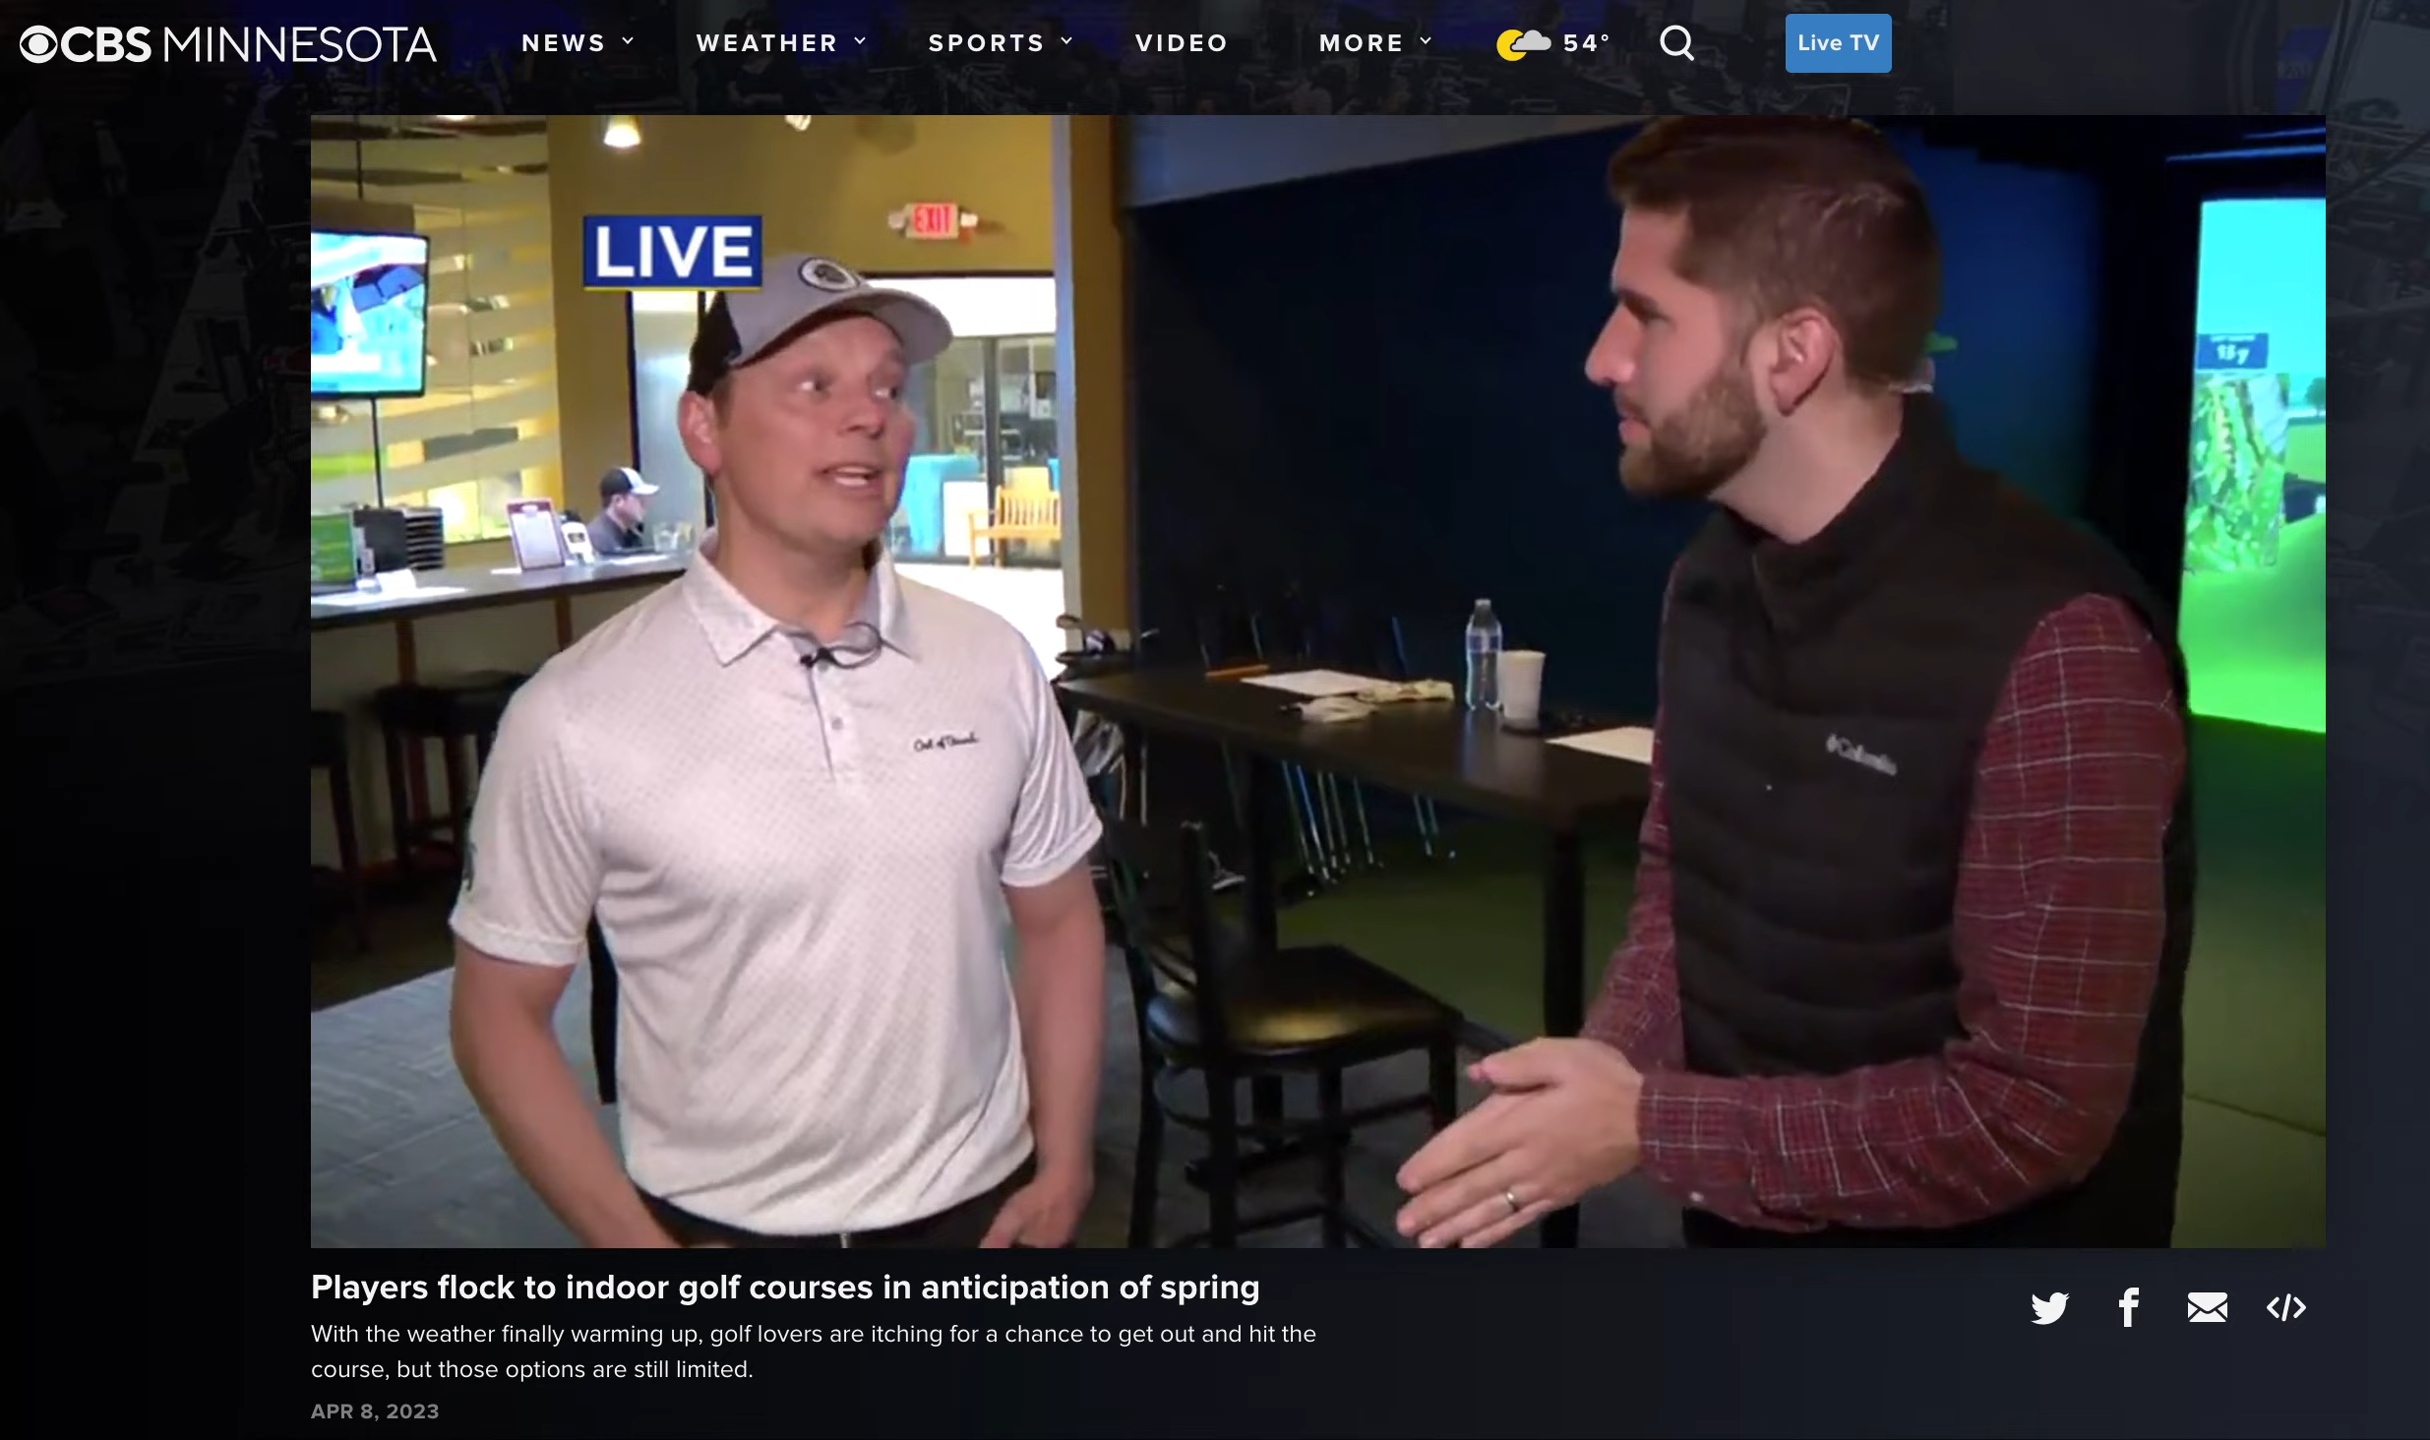 CBS MINNESOTA NEWS WEATHER SPORTS VIDEO MORE 54° Live TV
LIVE
EXIT
15y
Columbia
Players flock to indoor golf courses in anticipation of spring
With the weather finally warming up, golf lovers are itching for a chance to get out and hit the
course, but those options are still limited.
APR 8, 2023